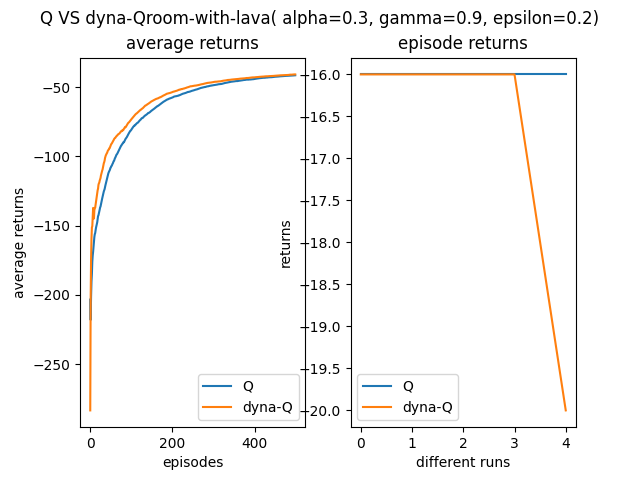 Q VS dyna-Qroom-with-lava( alpha=0.3, gamma=0.9, epsilon=0.2)
average returns
average returns
−50
−100
−150
−200
−250
0
200
400
episodes
Q
dyna-Q
episode returns
returns
−16.0
−16.5
−17.0
−17.5
−18.0
−18.5
−19.0
−19.5
−20.0
0
1
2
3
4
different runs
Q
dyna-Q